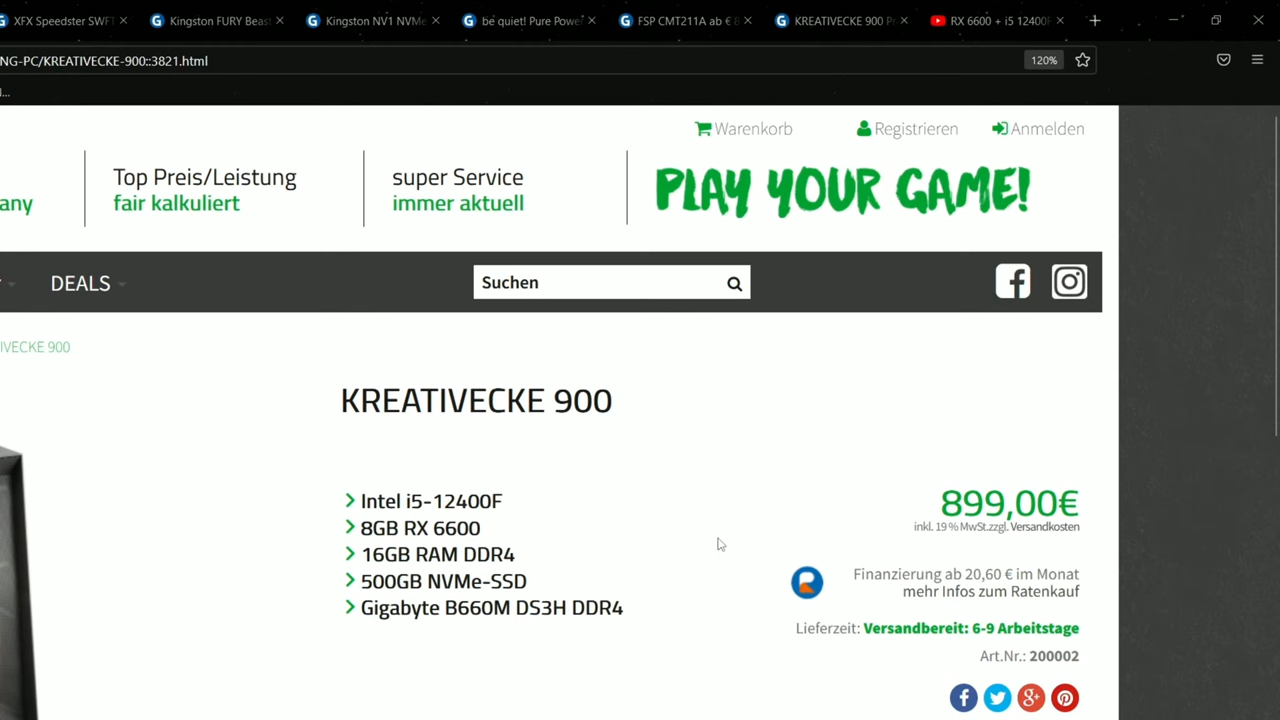 XFX Speedster SWFT
Kingston FURY Beas
Kingston NV1 NVMe
be quiet! Pure Powe
FSP CMT211A ab € 8
KREATIVECKE 900 P
RX 6600 + i5 12400F
NG-PC/KREATIVECKE-900::3821.html
120%
...
Warenkorb
Registrieren
Anmelden
any
Top Preis/Leistung
fair kalkuliert
super Service
immer aktuell
PLAY YOUR GAME!
DEALS
Suchen
IVECKE 900
KREATIVECKE 900
Intel i5-12400F
8GB RX 6600
16GB RAM DDR4
500GB NVMe-SSD
Gigabyte B660M DS3H DDR4
899,00€
inkl. 19 % MwSt.zzgl. Versandkosten
Finanzierung ab 20,60 € im Monat
mehr Infos zum Ratenkauf
Lieferzeit: Versandbereit: 6-9 Arbeitstage
Art.Nr.: 200002